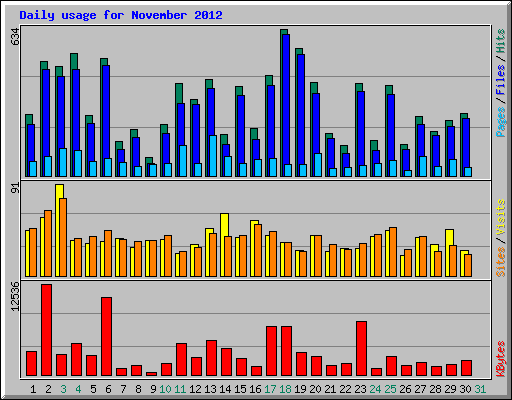 Daily usage for November 2012
634
Pages / Files / Hits
91
Sites / Visits
12536
KBytes
1 2 3 4 5 6 7 8 9 10 11 12 13 14 15 16 17 18 19 20 21 22 23 24 25 26 27 28 29 30 31